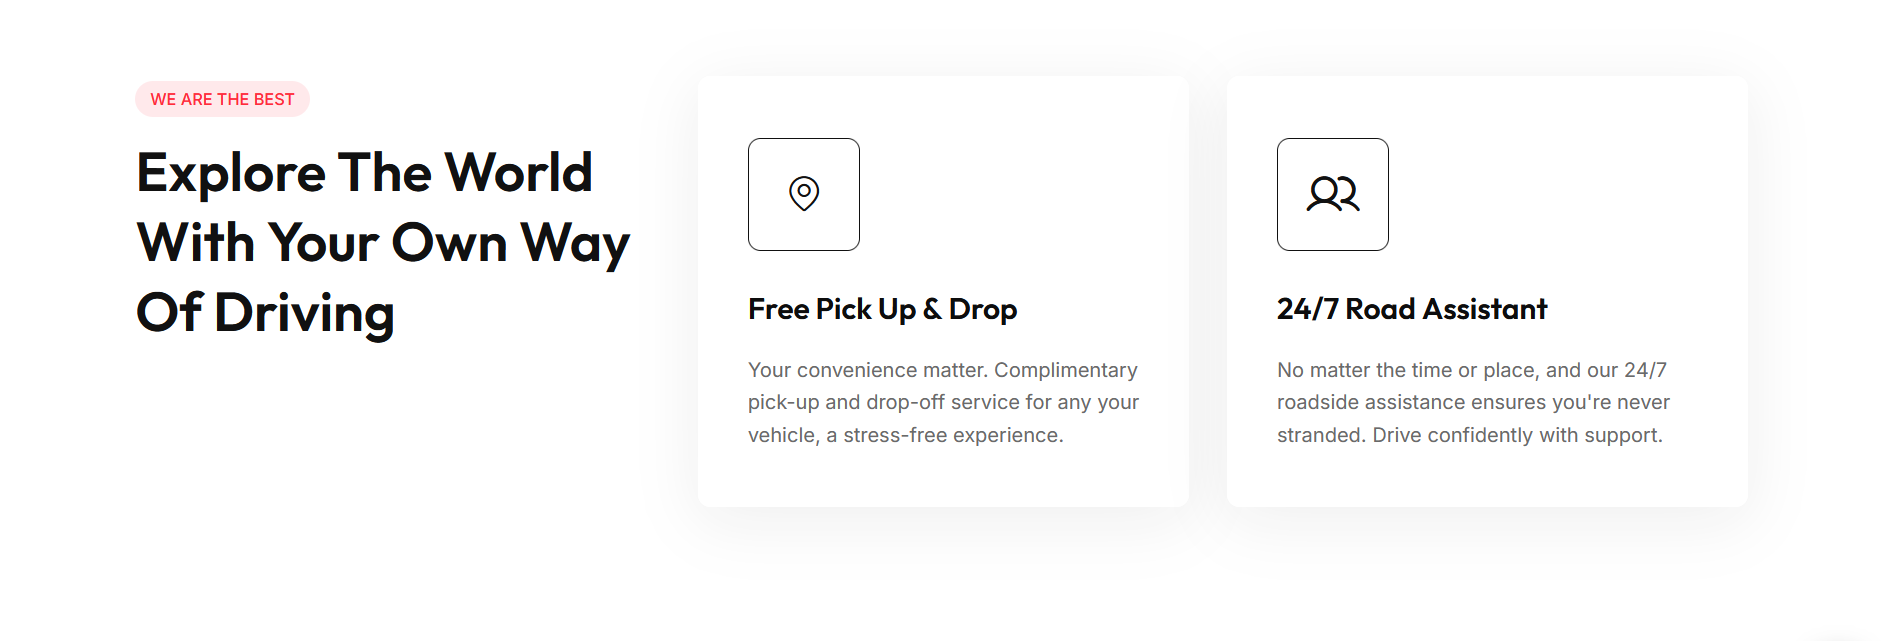 WE ARE THE BEST
Explore The World
With Your Own Way
Of Driving
Free Pick Up & Drop
Your convenience matter. Complimentary
pick-up and drop-off service for any your
vehicle, a stress-free experience.
24/7 Road Assistant
No matter the time or place, and our 24/7
roadside assistance ensures you're never
stranded. Drive confidently with support.